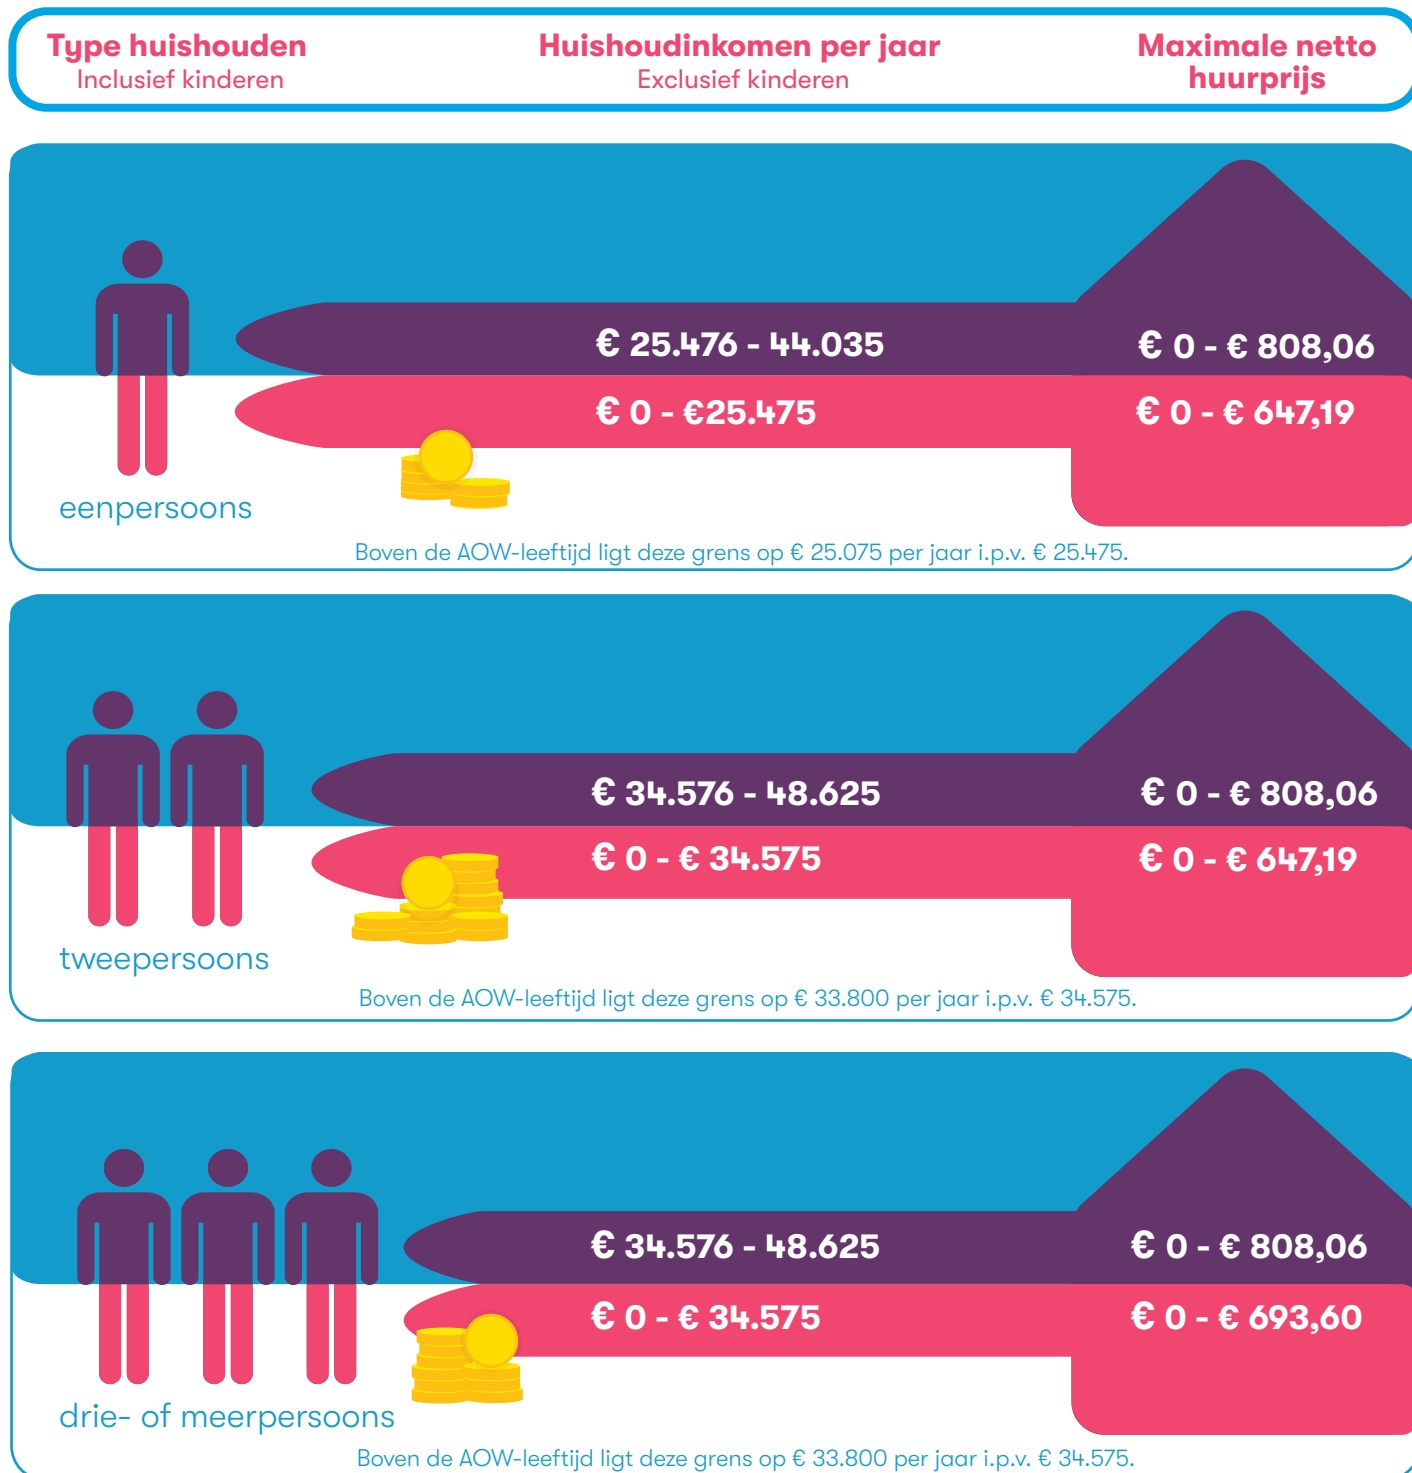 Type huishouden
Inclusief kinderen
Huishoudinkomen per jaar
Exclusief kinderen
Maximale netto
huurprijs
€ 25.476 - 44.035
€ 0 - € 808,06
€ 0 - €25.475
€ 0 - € 647,19
eenpersoons
Boven de AOW-leeftijd ligt deze grens op € 25.075 per jaar i.p.v. € 25.475.
€ 34.576 - 48.625
€ 0 - € 808,06
€ 0 - € 34.575
€ 0 - € 647,19
tweepersoons
Boven de AOW-leeftijd ligt deze grens op € 33.800 per jaar i.p.v. € 34.575.
€ 34.576 - 48.625
€ 0 - € 808,06
€ 0 - € 34.575
€ 0 - € 693,60
drie- of meerpersoons
Boven de AOW-leeftijd ligt deze grens op € 33.800 per jaar i.p.v. € 34.575.